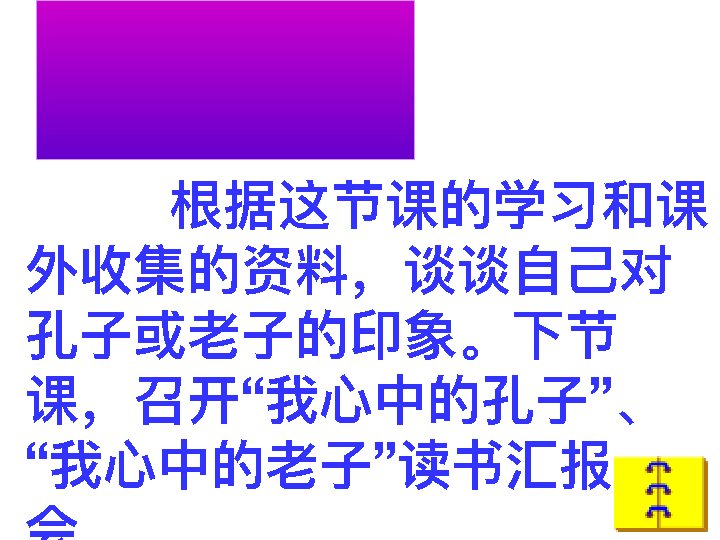 根据这节课的学习和课
外收集的资料，谈谈自己对
孔子或老子的印象。下节
课，召开“我心中的孔子”、
“我心中的老子”读书汇报
会